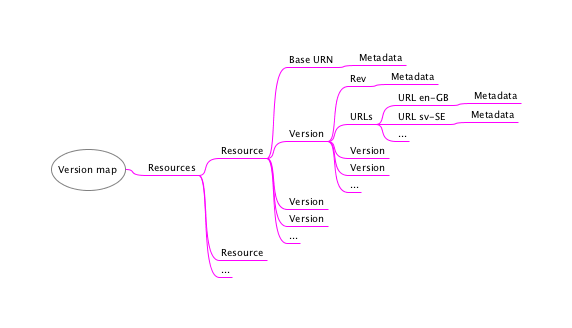 Base URN
Metadata
Rev
Metadata
URL en-GB
Metadata
URLs
URL sv-SE
Metadata
Version
...
Resource
Version
Version map
Resources
Version
...
Version
Version
...
Resource
...